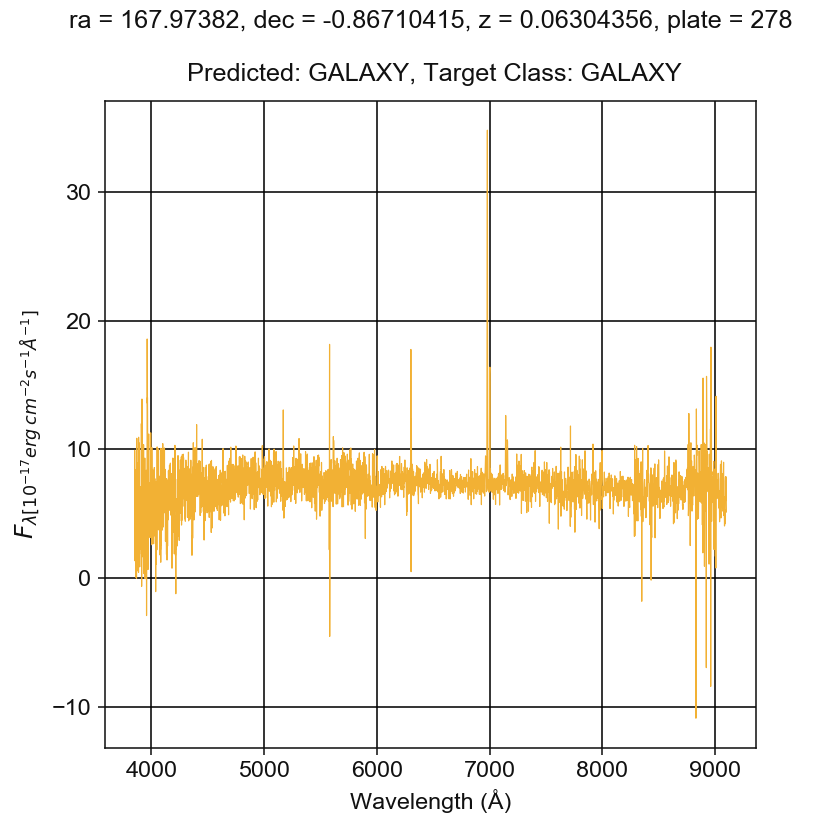 ra = 167.97382, dec = -0.86710415, z = 0.06304356, plate = 278
Predicted: GALAXY, Target Class: GALAXY
30
20
10
0
−10
F_{λ[10^{−17} erg cm^{−2} s^{−1} Å^{−1}]}
4000 5000 6000 7000 8000 9000
Wavelength (Å)